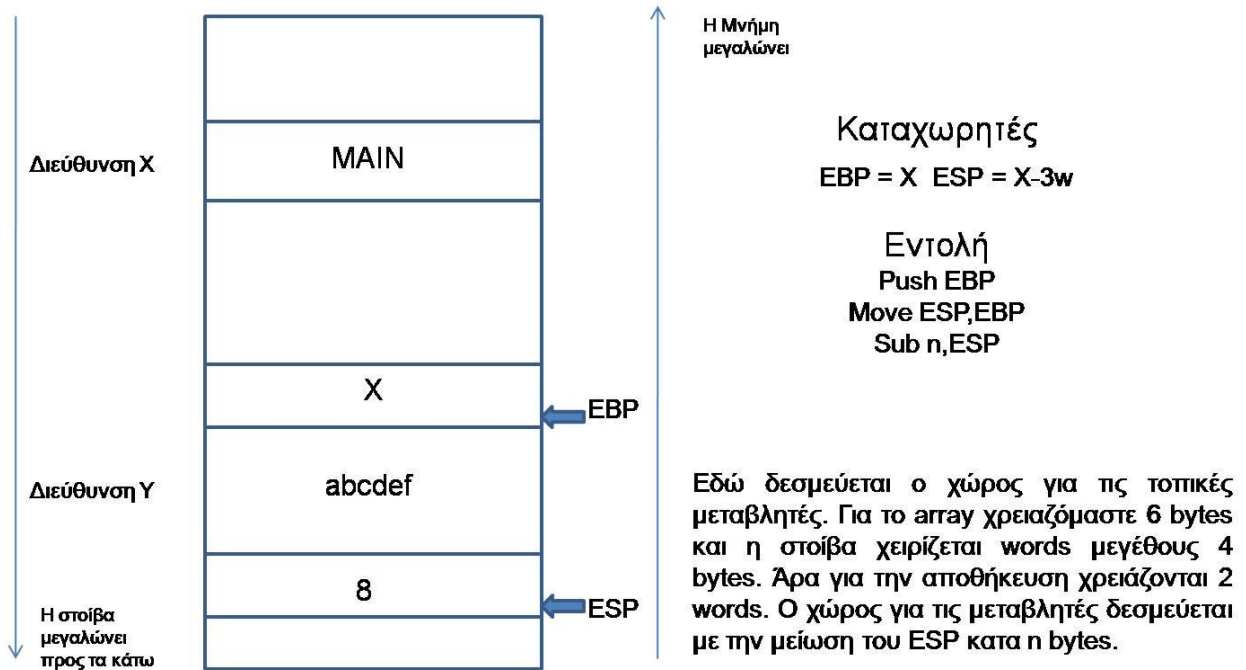 Η Μνήμη
μεγαλώνει
Καταχωρητές
MAIN
Διεύθυνση Χ
EBP = X ESP = X-3w
Εντολή
Push EBP
Move ESP,EBP
Sub n,ESP
X
EBP
abcdef
Διεύθυνση Υ
Εδώ δεσμεύεται ο χώρος για τις τοπικές
μεταβλητές. Για το array χρειαζόμαστε 6 bytes
και η στοίβα χειρίζεται words μεγέθους 4
bytes. Άρα για την αποθήκευση χρειάζονται 2
words. Ο χώρος για τις μεταβλητές δεσμεύεται
με την μείωση του ESP κατα n bytes.
8
ESP
Η στοίβα
μεγαλώνει
προς τα κάτω